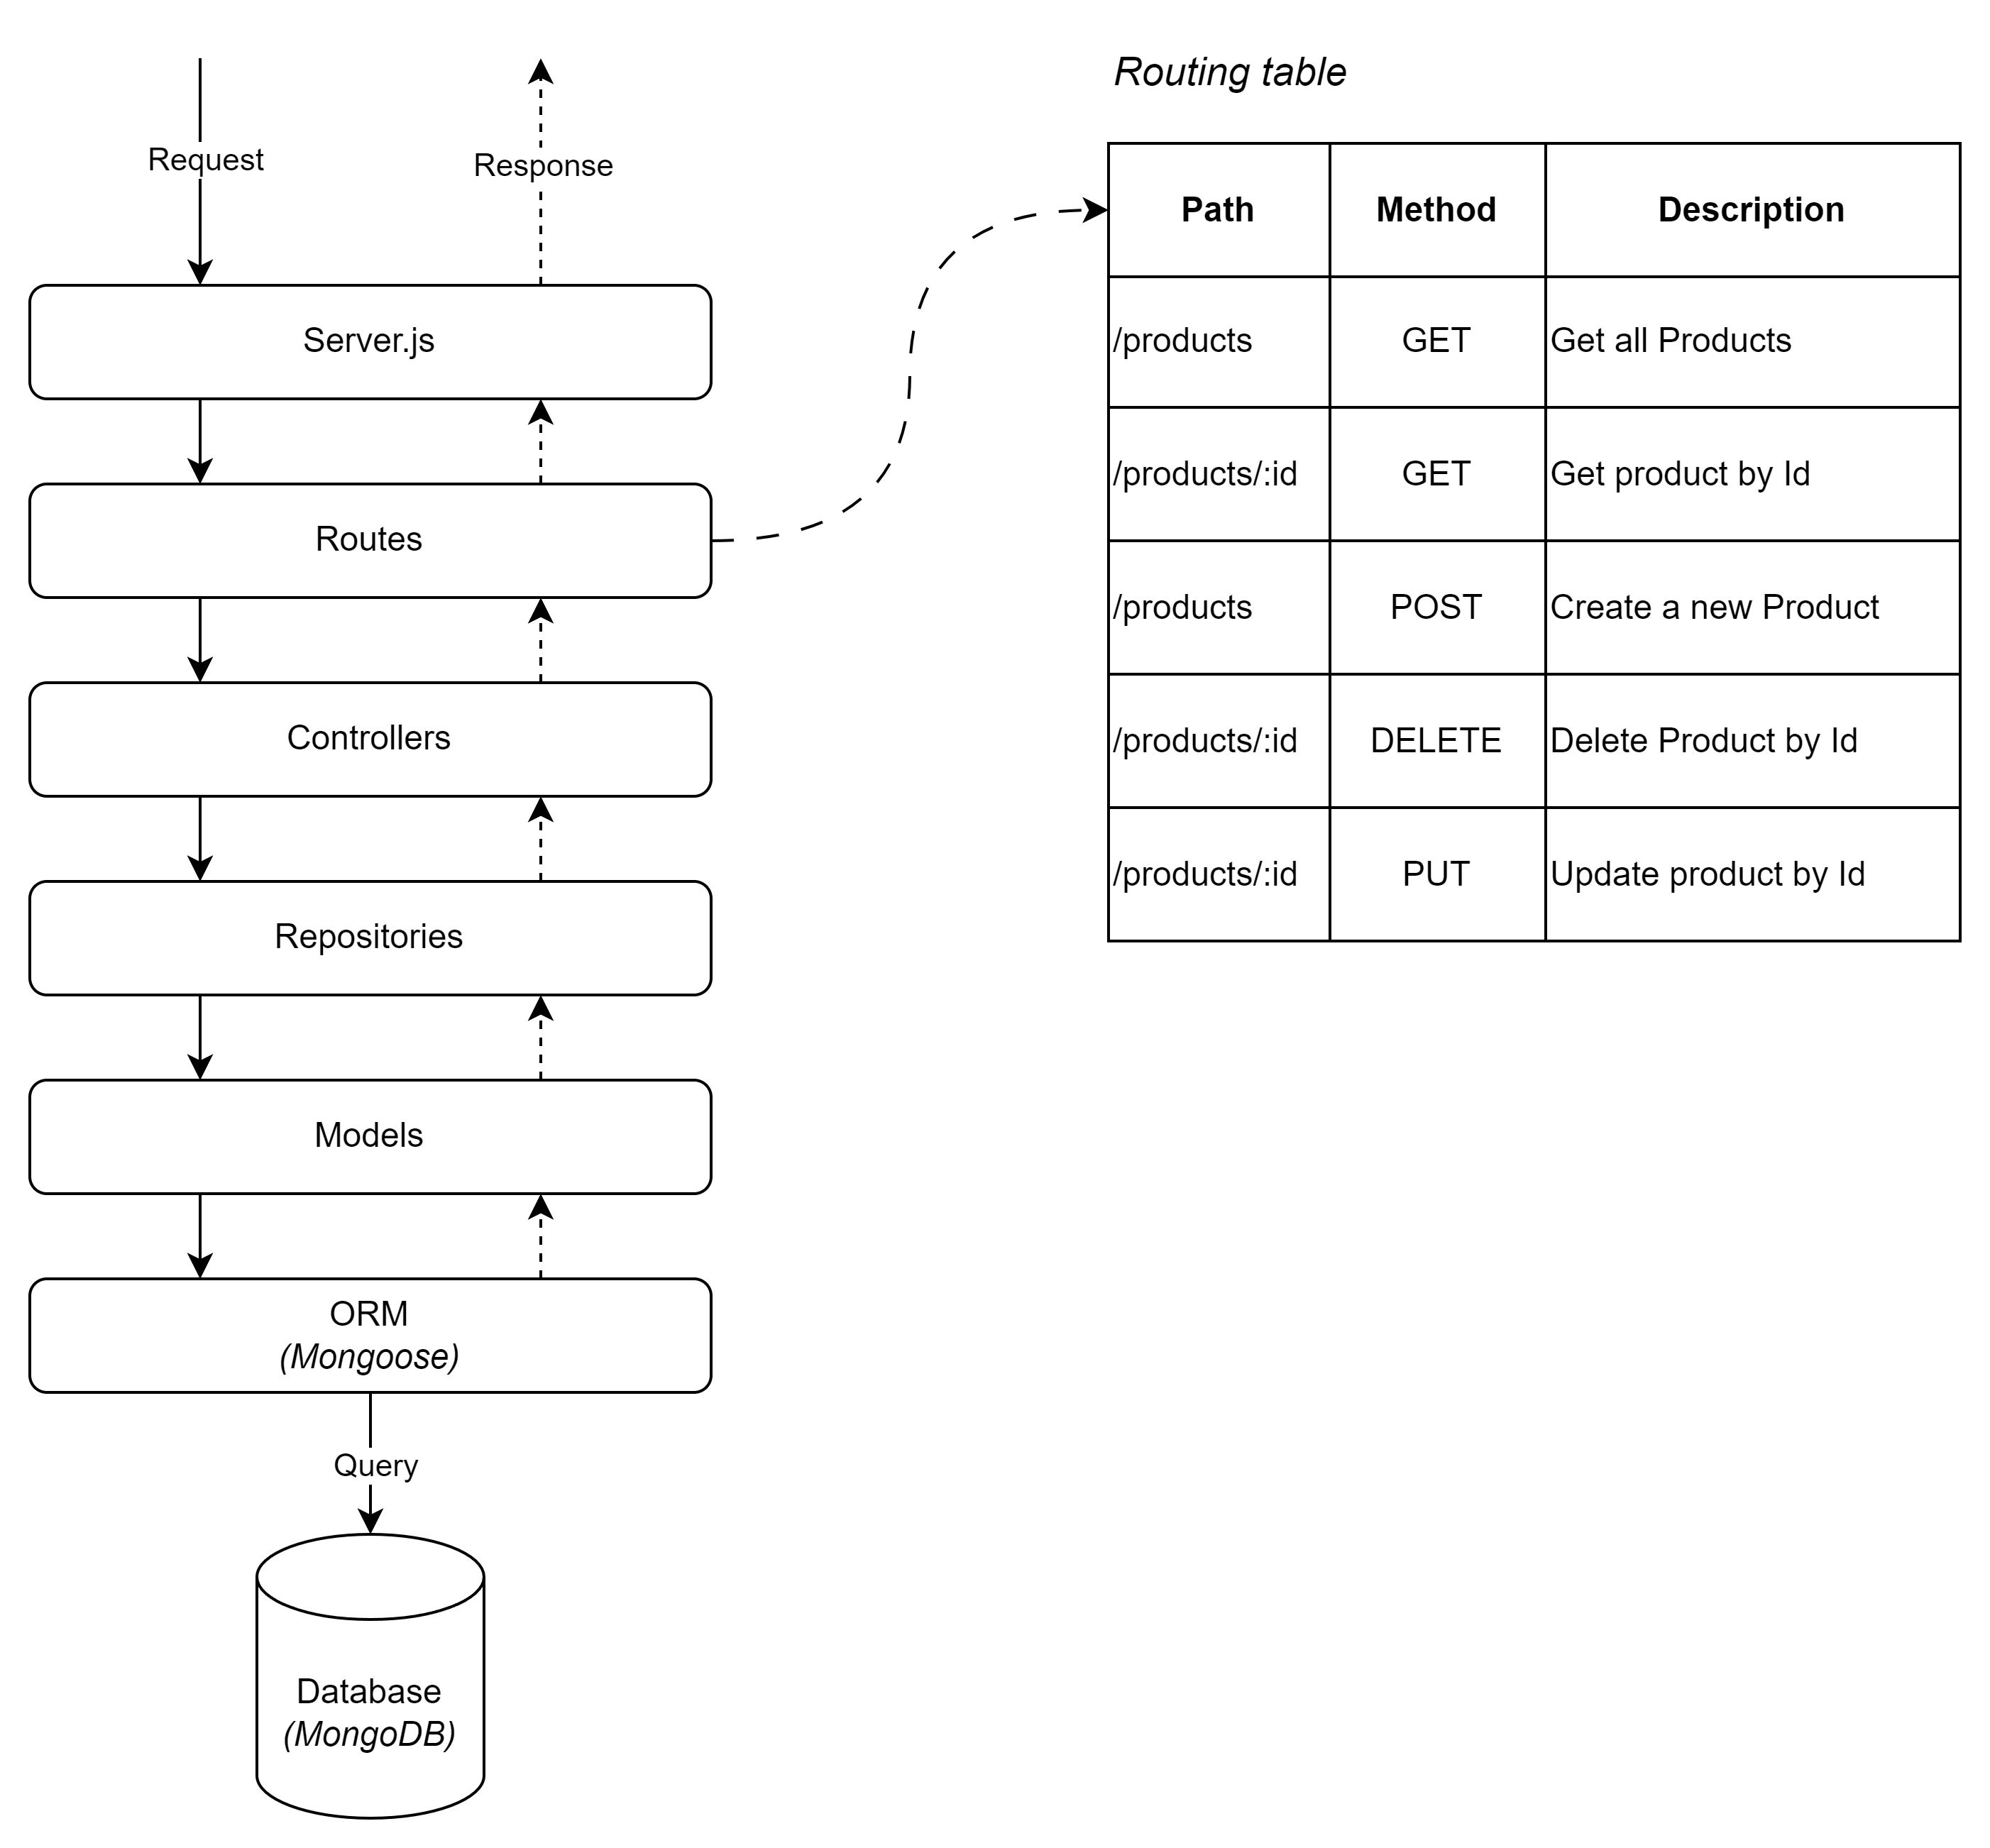 Request
Response
Server.js
Routes
Controllers
Repositories
Models
ORM
(Mongoose)
Query
Database
(MongoDB)
Routing table
Path Method Description
/products GET Get all Products
/products/:id GET Get product by Id
/products POST Create a new Product
/products/:id DELETE Delete Product by Id
/products/:id PUT Update product by Id